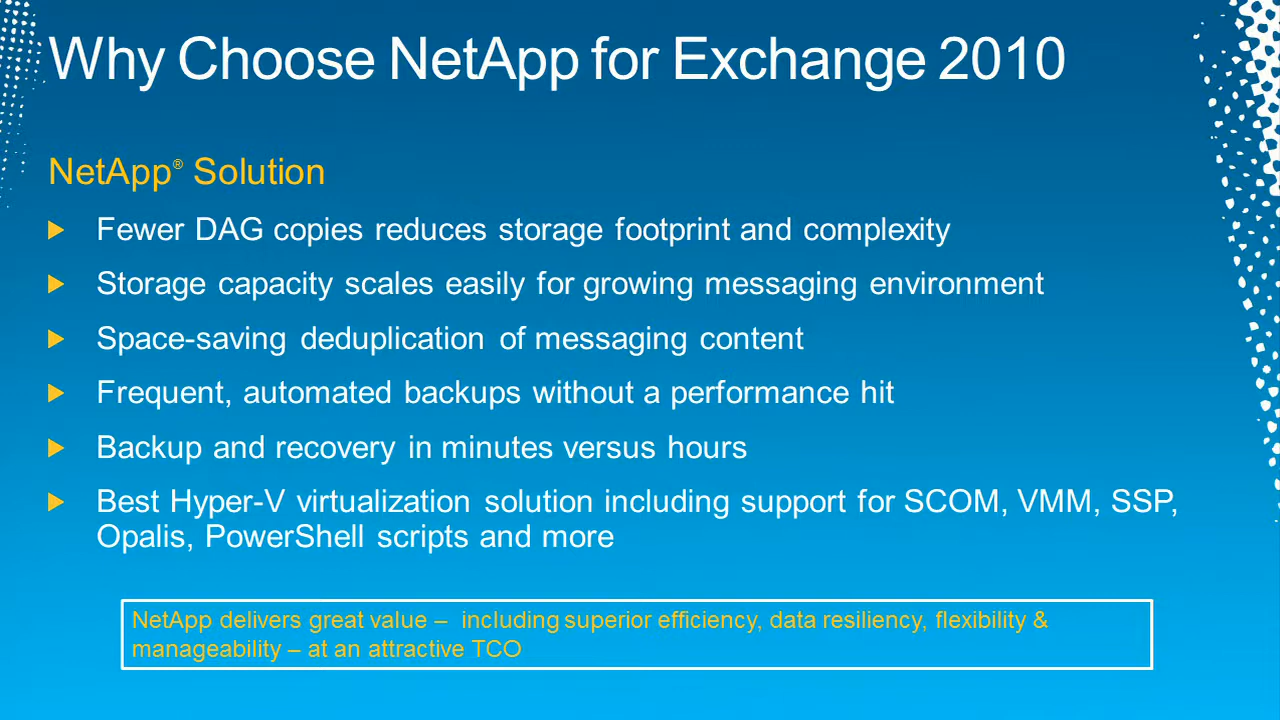 Why Choose NetApp for Exchange 2010
NetApp® Solution
Fewer DAG copies reduces storage footprint and complexity
Storage capacity scales easily for growing messaging environment
Space-saving deduplication of messaging content
Frequent, automated backups without a performance hit
Backup and recovery in minutes versus hours
Best Hyper-V virtualization solution including support for SCOM, VMM, SSP,
Opalis, PowerShell scripts and more
NetApp delivers great value – including superior efficiency, data resiliency, flexibility &
manageability – at an attractive TCO